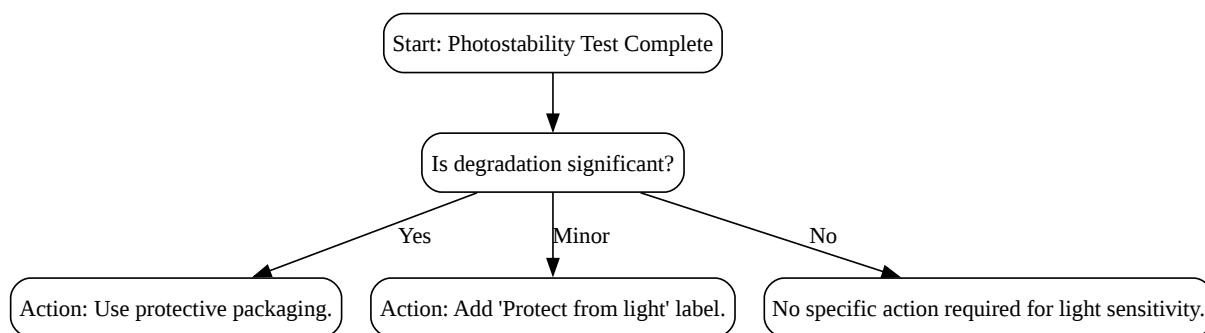 Start: Photostability Test Complete
Is degradation significant?
Yes
Minor
No
Action: Use protective packaging.
Action: Add 'Protect from light' label.
No specific action required for light sensitivity.